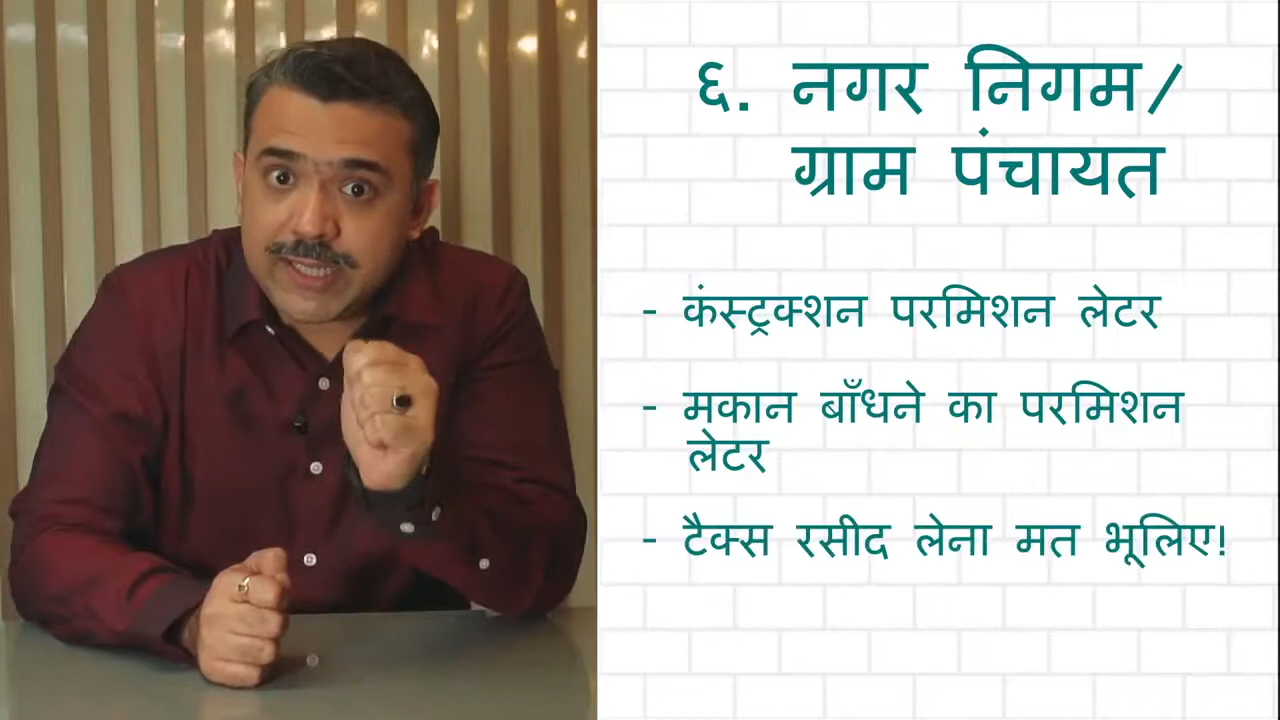 ६. नगर निगम/
ग्राम पंचायत
- कंस्ट्रक्शन परमिशन लेटर
- मकान बाँधने का परमिशन
लेटर
- टैक्स रसीद लेना मत भूलिए!